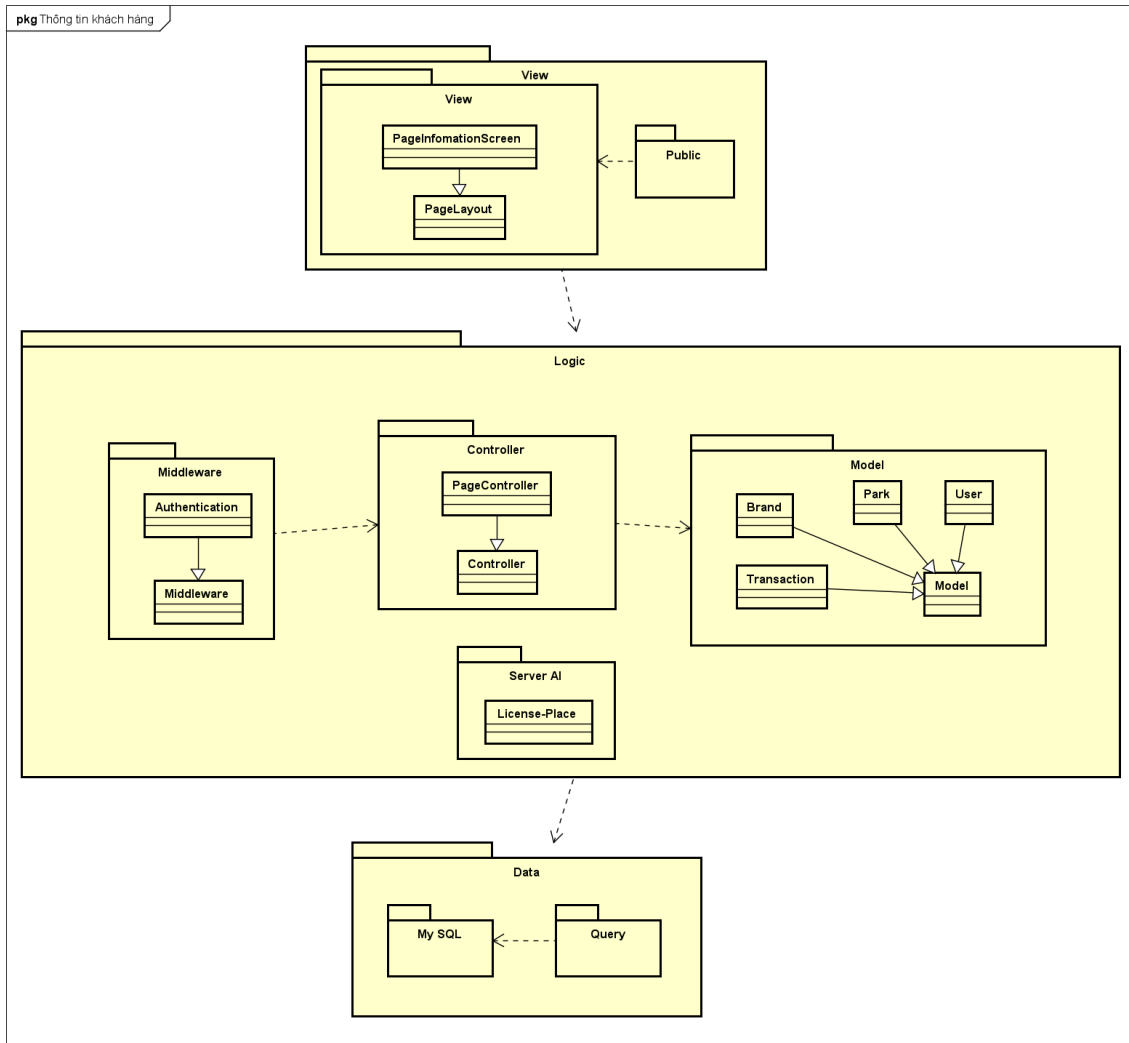 pkg Thông tin khách hàng
View
View
PageInfomationScreen
PageLayout
Public
Logic
Middleware
Authentication
Middleware
Controller
PageController
Controller
Model
Brand
Park
User
Transaction
Model
Server AI
License-Place
Data
My SQL
Query